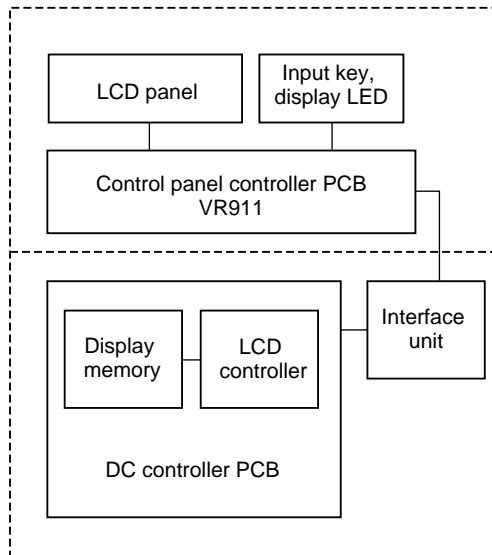 LCD panel
Input key,
display LED
Control panel controller PCB
VR911
Display
memory
LCD
controller
Interface
unit
DC controller PCB